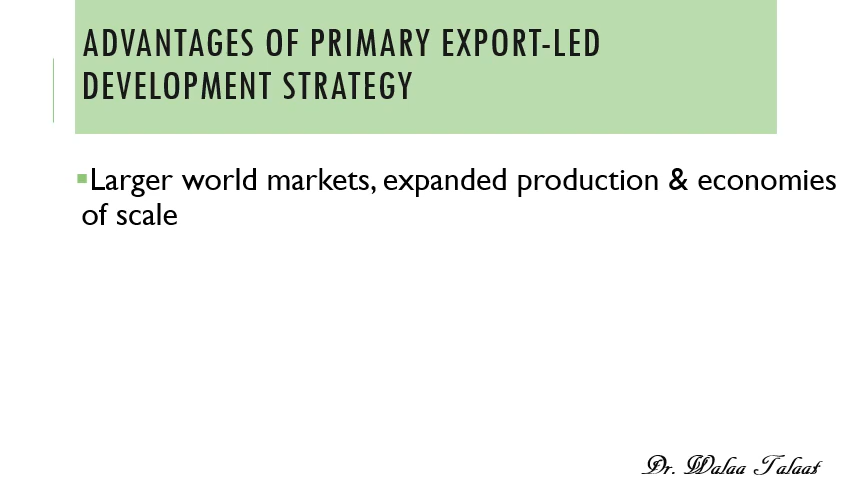 ADVANTAGES OF PRIMARY EXPORT-LED
DEVELOPMENT STRATEGY
▪Larger world markets, expanded production & economies
of scale
Dr. Walaa Talaat